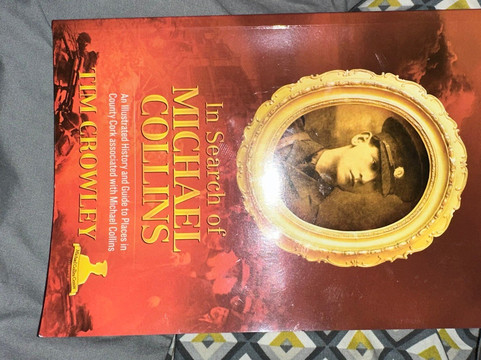 In Search of
MICHAEL
COLLINS
An Illustrated History and Guide to Places in
County Cork associated with Michael Collins
TIM CROWLEY